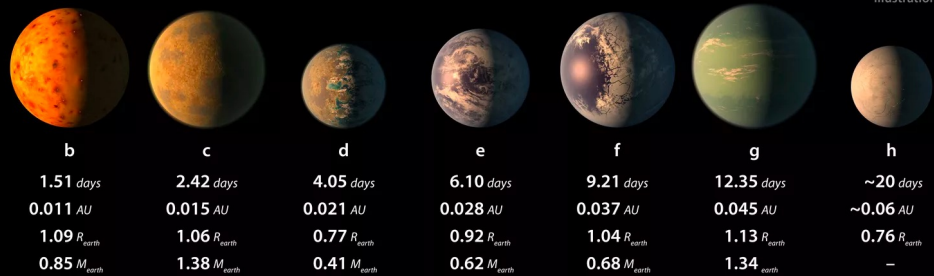 Illustration
b c d e f g h
1.51 days 2.42 days 4.05 days 6.10 days 9.21 days 12.35 days ~20 days
0.011 AU 0.015 AU 0.021 AU 0.028 AU 0.037 AU 0.045 AU ~0.06 AU
1.09 Rearth 1.06 Rearth 0.77 Rearth 0.92 Rearth 1.04 Rearth 1.13 Rearth 0.76 Rearth
0.85 Mearth 1.38 Mearth 0.41 Mearth 0.62 Mearth 0.68 Mearth 1.34 Mearth –